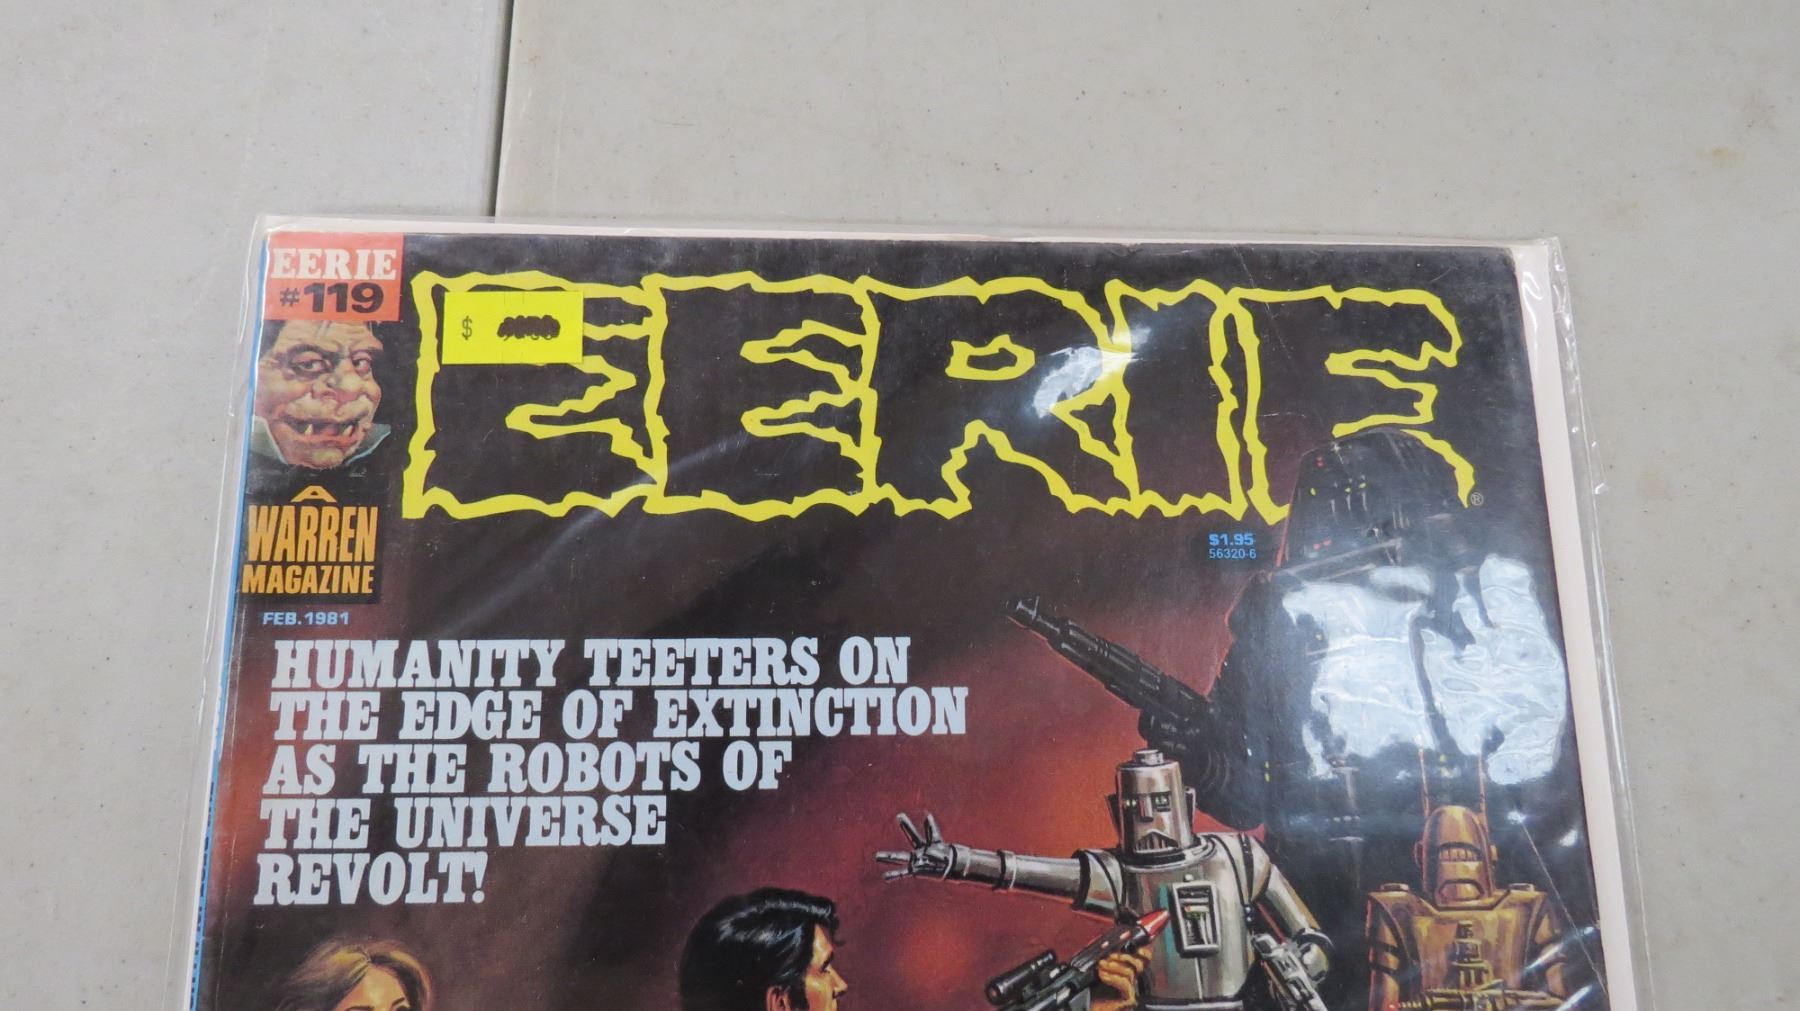 EERIE
#119
$
EERIE
®
A
WARREN
MAGAZINE
$1.95
56320-6
FEB. 1981
HUMANITY TEETERS ON
THE EDGE OF EXTINCTION
AS THE ROBOTS OF
THE UNIVERSE
REVOLT!